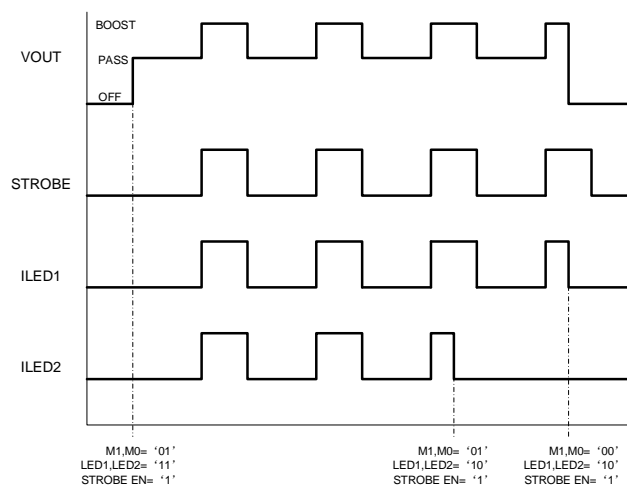 BOOST
VOUT
PASS
OFF
STROBE
ILED1
ILED2
M1,M0= ‘01’
LED1,LED2= ‘11’
STROBE EN= ‘1’
M1,M0= ‘01’
LED1,LED2= ‘10’
STROBE EN= ‘1’
M1,M0= ‘00’
LED1,LED2= ‘10’
STROBE EN= ‘1’